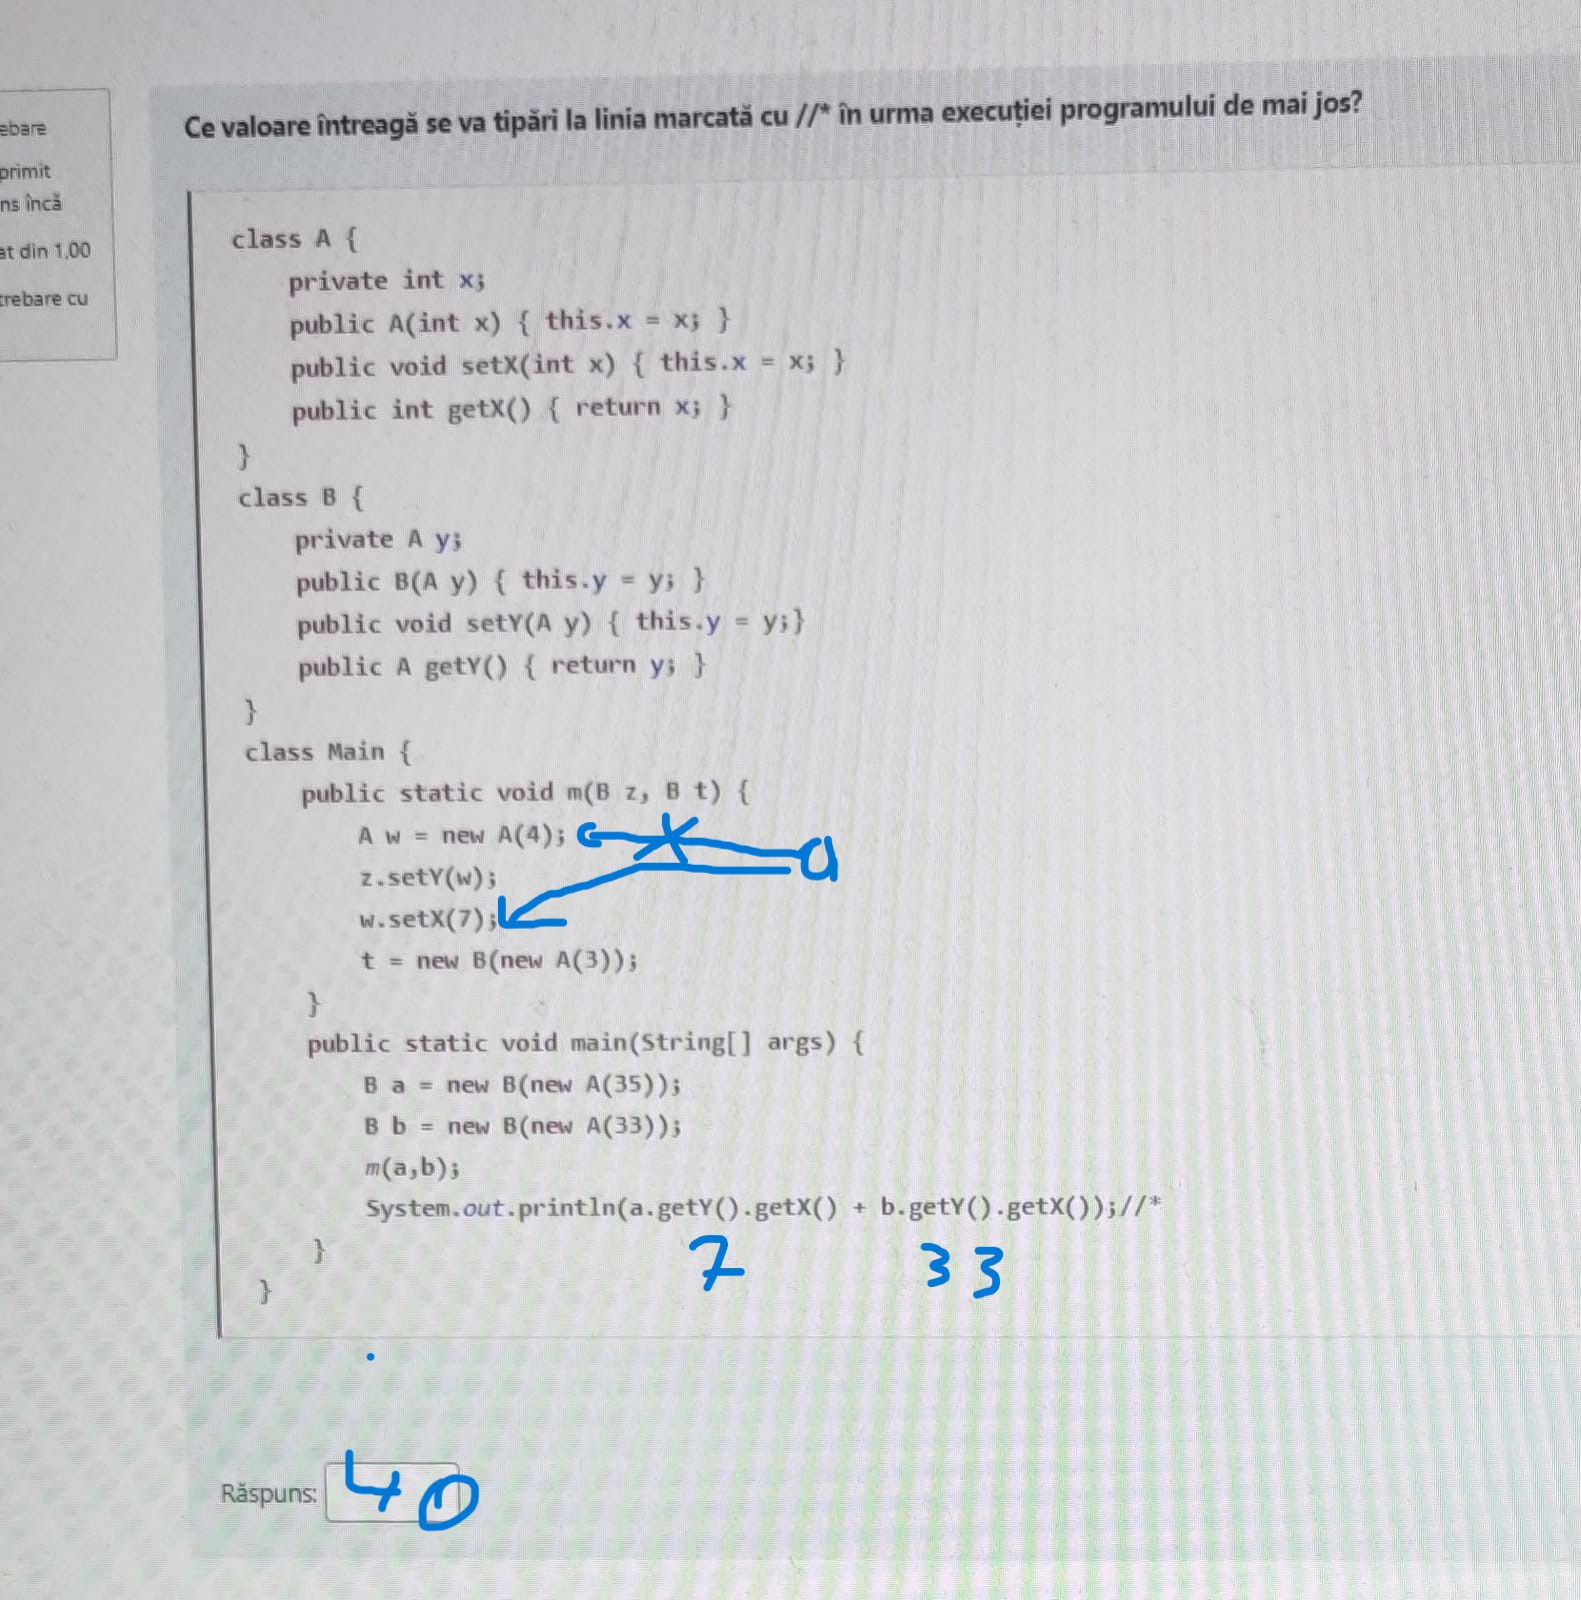 ebare
primit
ns încă
at din 1,00
trebare cu
Ce valoare întreagă se va tipări la linia marcată cu //* în urma execuției programului de mai jos?
class A {
    private int x;
    public A(int x) { this.x = x; }
    public void setX(int x) { this.x = x; }
    public int getX() { return x; }
}
class B {
    private A y;
    public B(A y) { this.y = y; }
    public void setY(A y) { this.y = y;}
    public A getY() { return y; }
}
class Main {
    public static void m(B z, B t) {
        A w = new A(4);
a
        z.setY(w);
        w.setX(7);
        t = new B(new A(3));
    }
    public static void main(String[] args) {
        B a = new B(new A(35));
        B b = new B(new A(33));
        m(a,b);
        System.out.println(a.getY().getX() + b.getY().getX());//*
    }
7 33
}
Răspuns: 40